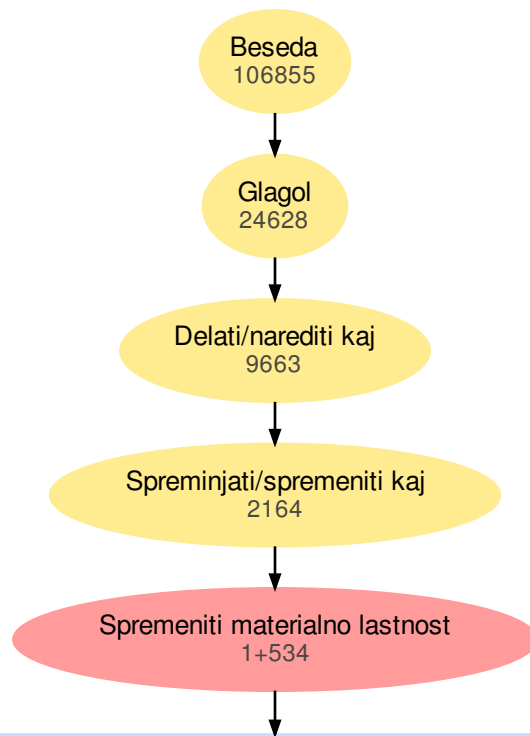 Beseda
106855
Glagol
24628
Delati/narediti kaj
9663
Spreminjati/spremeniti kaj
2164
Spremeniti materialno lastnost
1+534